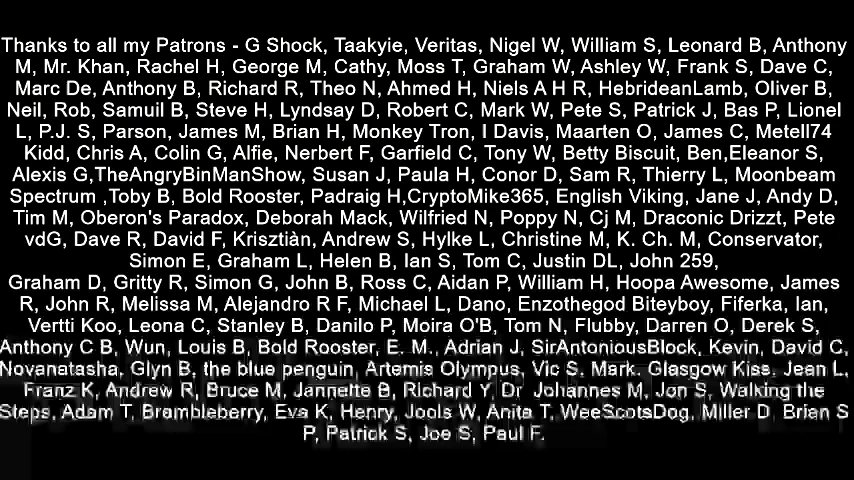 Thanks to all my Patrons - G Shock, Taakyie, Veritas, Nigel W, William S, Leonard B, Anthony
M, Mr. Khan, Rachel H, George M, Cathy, Moss T, Graham W, Ashley W, Frank S, Dave C,
Marc De, Anthony B, Richard R, Theo N, Ahmed H, Niels A H R, HebrideanLamb, Oliver B,
Neil, Rob, Samuil B, Steve H, Lyndsay D, Robert C, Mark W, Pete S, Patrick J, Bas P, Lionel
L, P.J. S, Parson, James M, Brian H, Monkey Tron, I Davis, Maarten O, James C, Metell74
Kidd, Chris A, Colin G, Alfie, Nerbert F, Garfield C, Tony W, Betty Biscuit, Ben,Eleanor S,
Alexis G,TheAngryBinManShow, Susan J, Paula H, Conor D, Sam R, Thierry L, Moonbeam
Spectrum ,Toby B, Bold Rooster, Padraig H,CryptoMike365, English Viking, Jane J, Andy D,
Tim M, Oberon's Paradox, Deborah Mack, Wilfried N, Poppy N, Cj M, Draconic Drizzt, Pete
vdG, Dave R, David F, Krisztiàn, Andrew S, Hylke L, Christine M, K. Ch. M, Conservator,
Simon E, Graham L, Helen B, Ian S, Tom C, Justin DL, John 259,
Graham D, Gritty R, Simon G, John B, Ross C, Aidan P, William H, Hoopa Awesome, James
R, John R, Melissa M, Alejandro R F, Michael L, Dano, Enzothegod Biteyboy, Fiferka, Ian,
Vertti Koo, Leona C, Stanley B, Danilo P, Moira O'B, Tom N, Flubby, Darren O, Derek S,
Anthony C B, Wun, Louis B, Bold Rooster, E. M., Adrian J, SirAntoniousBlock, Kevin, David C,
Novanatasha, Glyn B, the blue penguin, Artemis Olympus, Vic S, Mark. Glasgow Kiss. Jean L,
Franz K, Andrew R, Bruce M, Jannette B, Richard Y, Dr Johannes M, Jon S, Walking the
Steps, Adam T, Brambleberry, Eva K, Henry, Jools W, Anita T, WeeScotsDog, Miller D, Brian S
P, Patrick S, Joe S, Paul F.